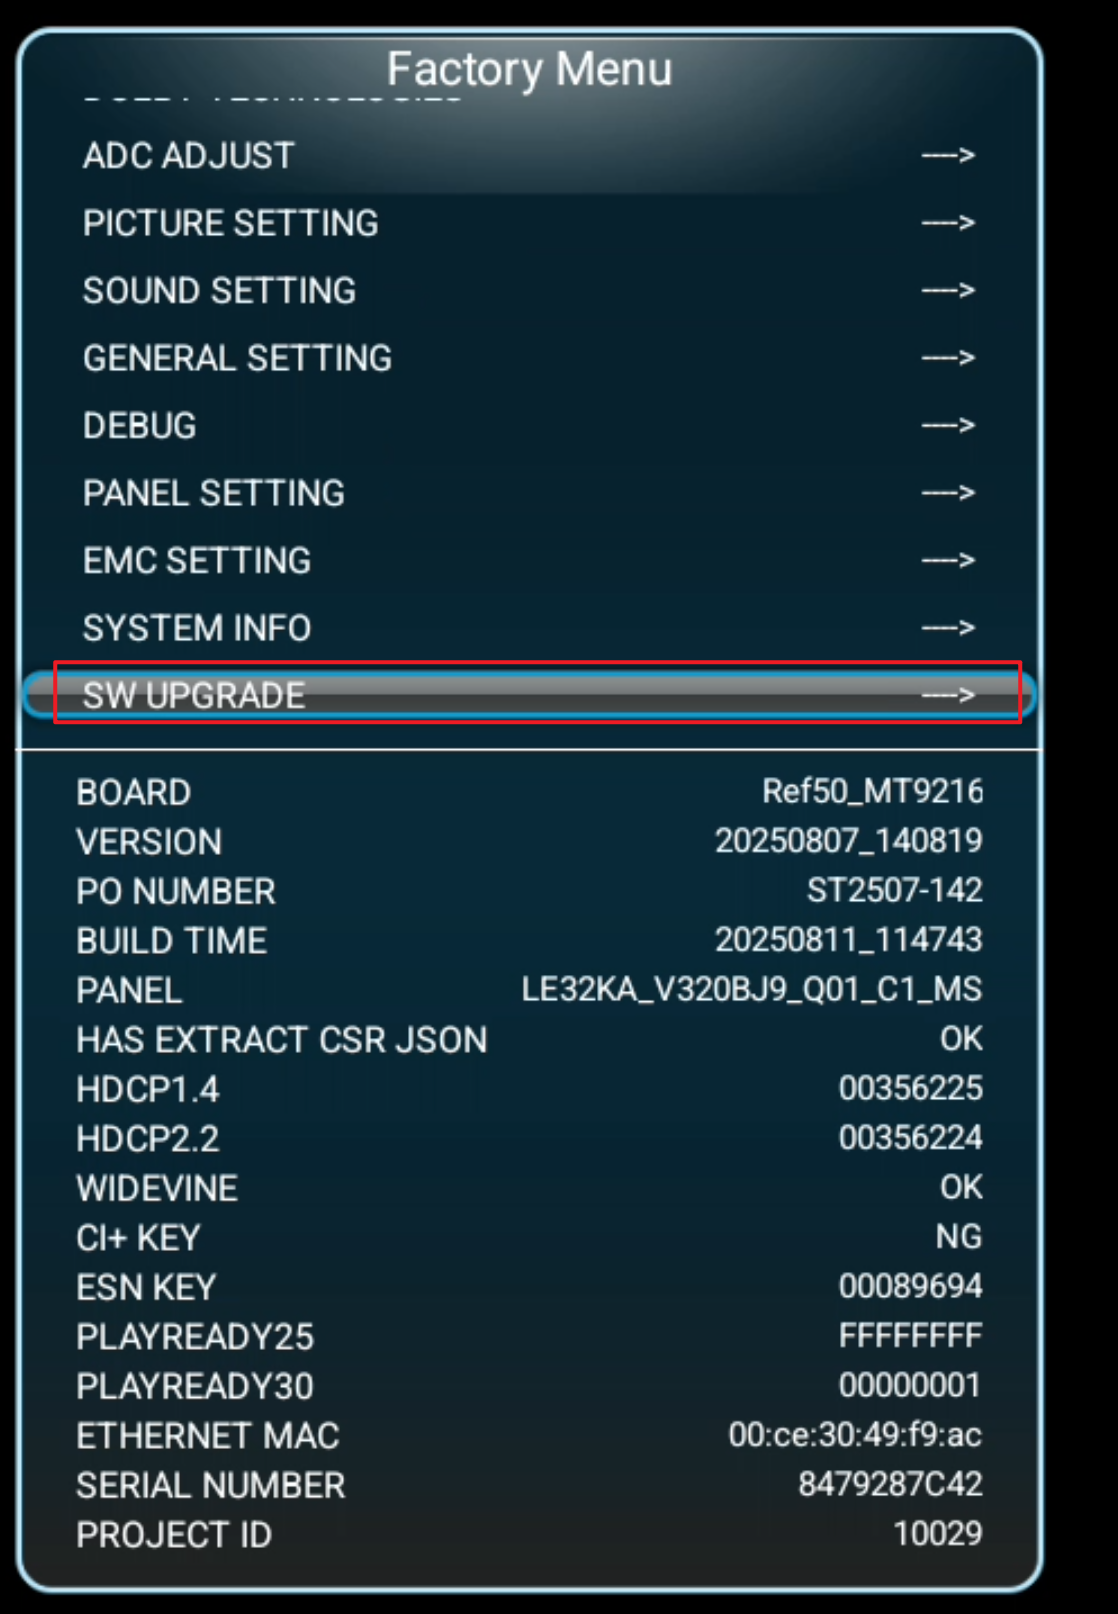 Factory Menu
ADC ADJUST ---->
PICTURE SETTING ---->
SOUND SETTING ---->
GENERAL SETTING ---->
DEBUG ---->
PANEL SETTING ---->
EMC SETTING ---->
SYSTEM INFO ---->
SW UPGRADE ---->
BOARD Ref50_MT9216
VERSION 20250807_140819
PO NUMBER ST2507-142
BUILD TIME 20250811_114743
PANEL LE32KA_V320BJ9_Q01_C1_MS
HAS EXTRACT CSR JSON OK
HDCP1.4 00356225
HDCP2.2 00356224
WIDEVINE OK
CI+ KEY NG
ESN KEY 00089694
PLAYREADY25 FFFFFFFF
PLAYREADY30 00000001
ETHERNET MAC 00:ce:30:49:f9:ac
SERIAL NUMBER 8479287C42
PROJECT ID 10029